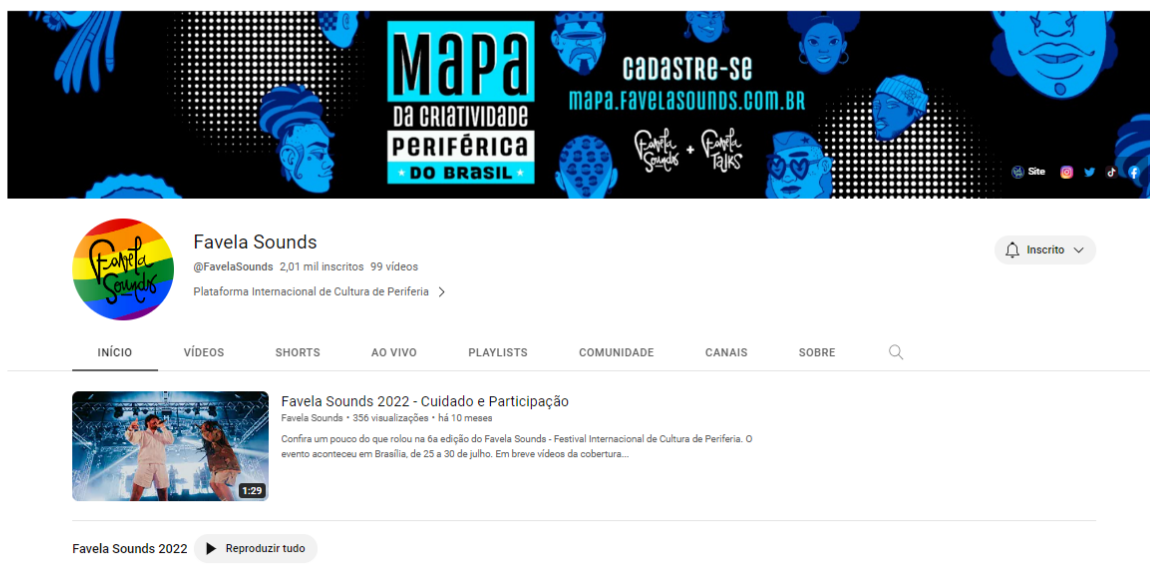 MAPA
DA CRIATIVIDADE
PERIFÉRICA
DO BRASIL
CADASTRE-SE
MAPA.FAVELASOUNDS.COM.BR
Favela Sounds + Favela Talks
Site
Favela Sounds
Favela Sounds
@FavelaSounds 2,01 mil inscritos 99 vídeos
Plataforma Internacional de Cultura de Periferia
Inscrito
INÍCIO VÍDEOS SHORTS AO VIVO PLAYLISTS COMUNIDADE CANAIS SOBRE
Favela Sounds 2022 - Cuidado e Participação
Favela Sounds • 356 visualizações • há 10 meses
Confira um pouco do que rolou na 6a edição do Favela Sounds - Festival Internacional de Cultura de Periferia. O
evento aconteceu em Brasília, de 25 a 30 de julho. Em breve vídeos da cobertura...
1:29
Favela Sounds 2022 Reproduzir tudo